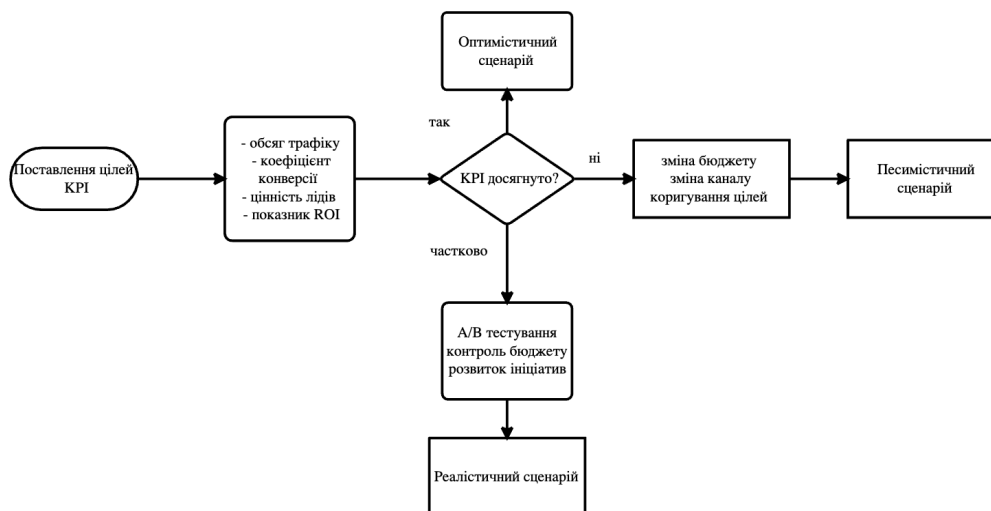 Оптимістичний
сценарій
так
Поставлення цілей
KPI
- обсяг трафіку
- коефіцієнт
конверсії
- цінність лідів
- показник ROI
KPI досягнуто?
ні
зміна бюджету
зміна каналу
коригування цілей
Песимістичний
сценарій
частково
A/B тестування
контроль бюджету
розвиток ініціатив
Реалістичний сценарій